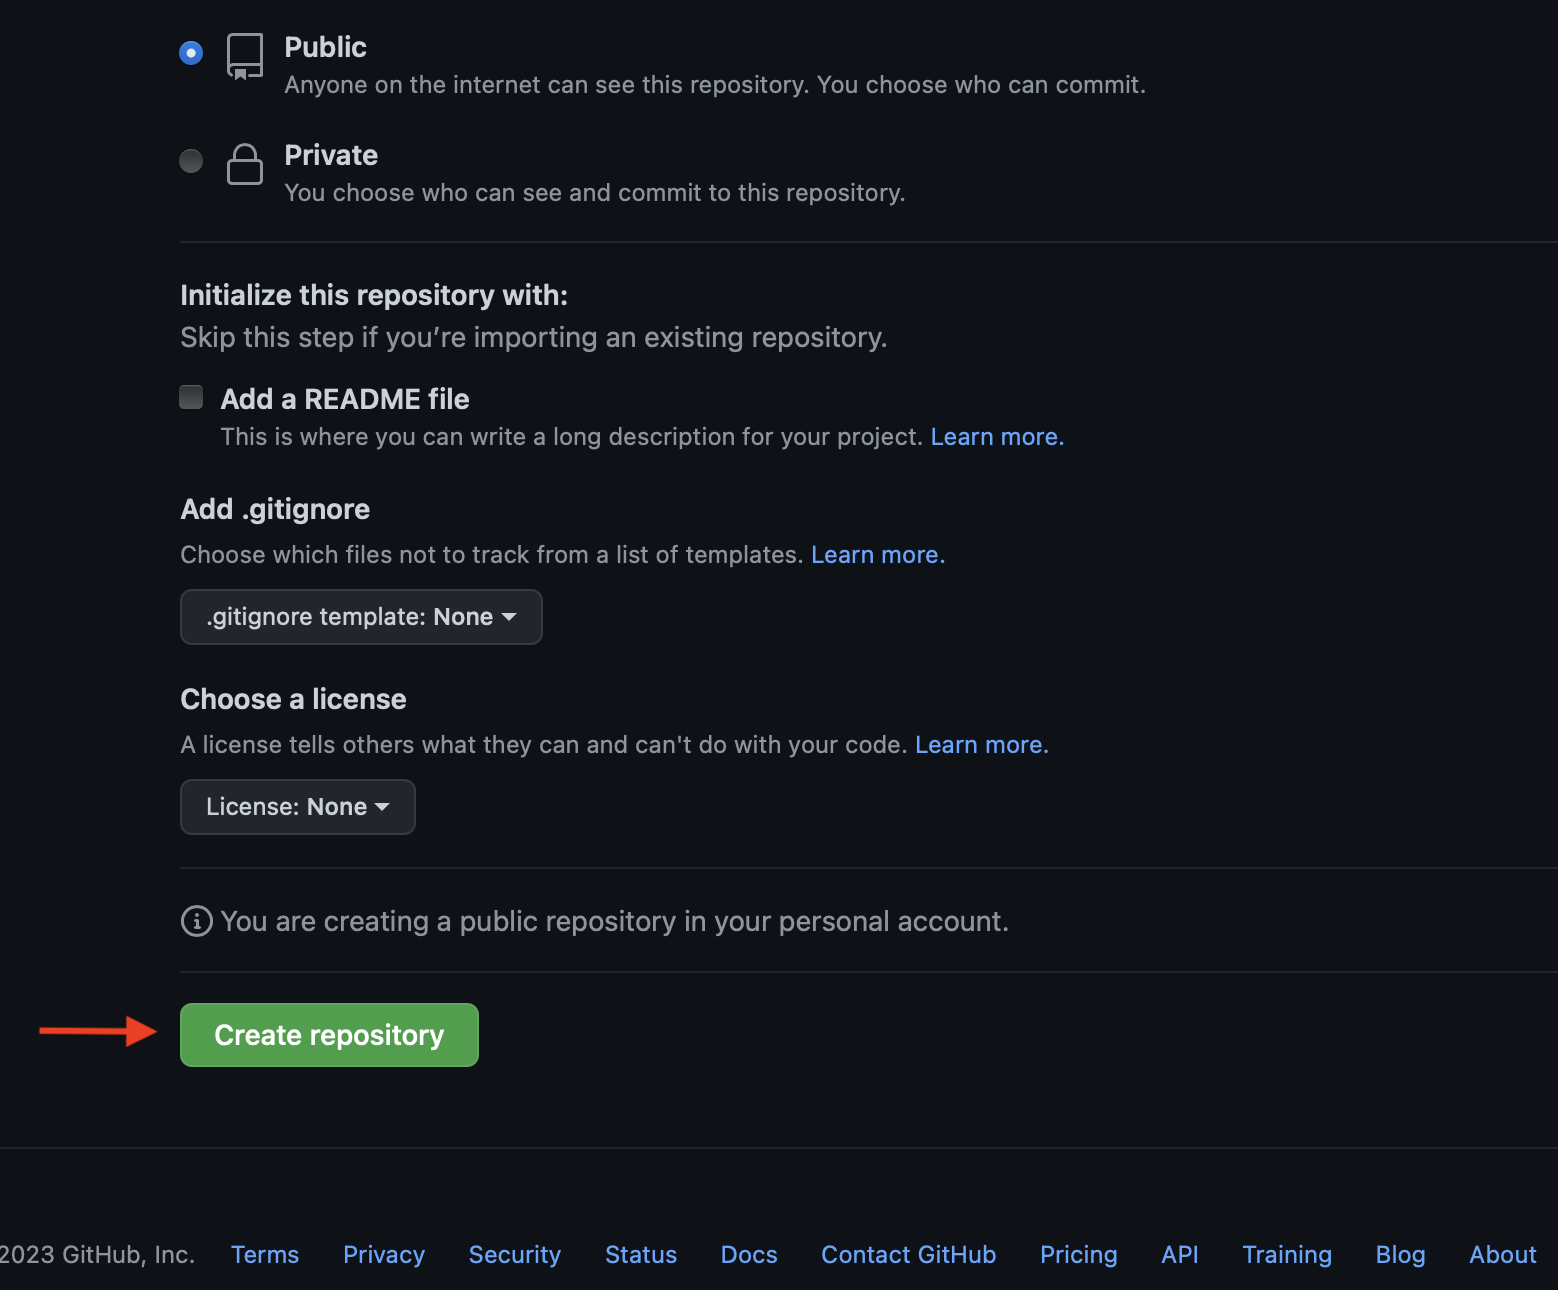 Public
Anyone on the internet can see this repository. You choose who can commit.
Private
You choose who can see and commit to this repository.
Initialize this repository with:
Skip this step if you’re importing an existing repository.
Add a README file
This is where you can write a long description for your project. Learn more.
Add .gitignore
Choose which files not to track from a list of templates. Learn more.
.gitignore template: None
Choose a license
A license tells others what they can and can't do with your code. Learn more.
License: None
You are creating a public repository in your personal account.
Create repository
2023 GitHub, Inc. Terms Privacy Security Status Docs Contact GitHub Pricing API Training Blog About